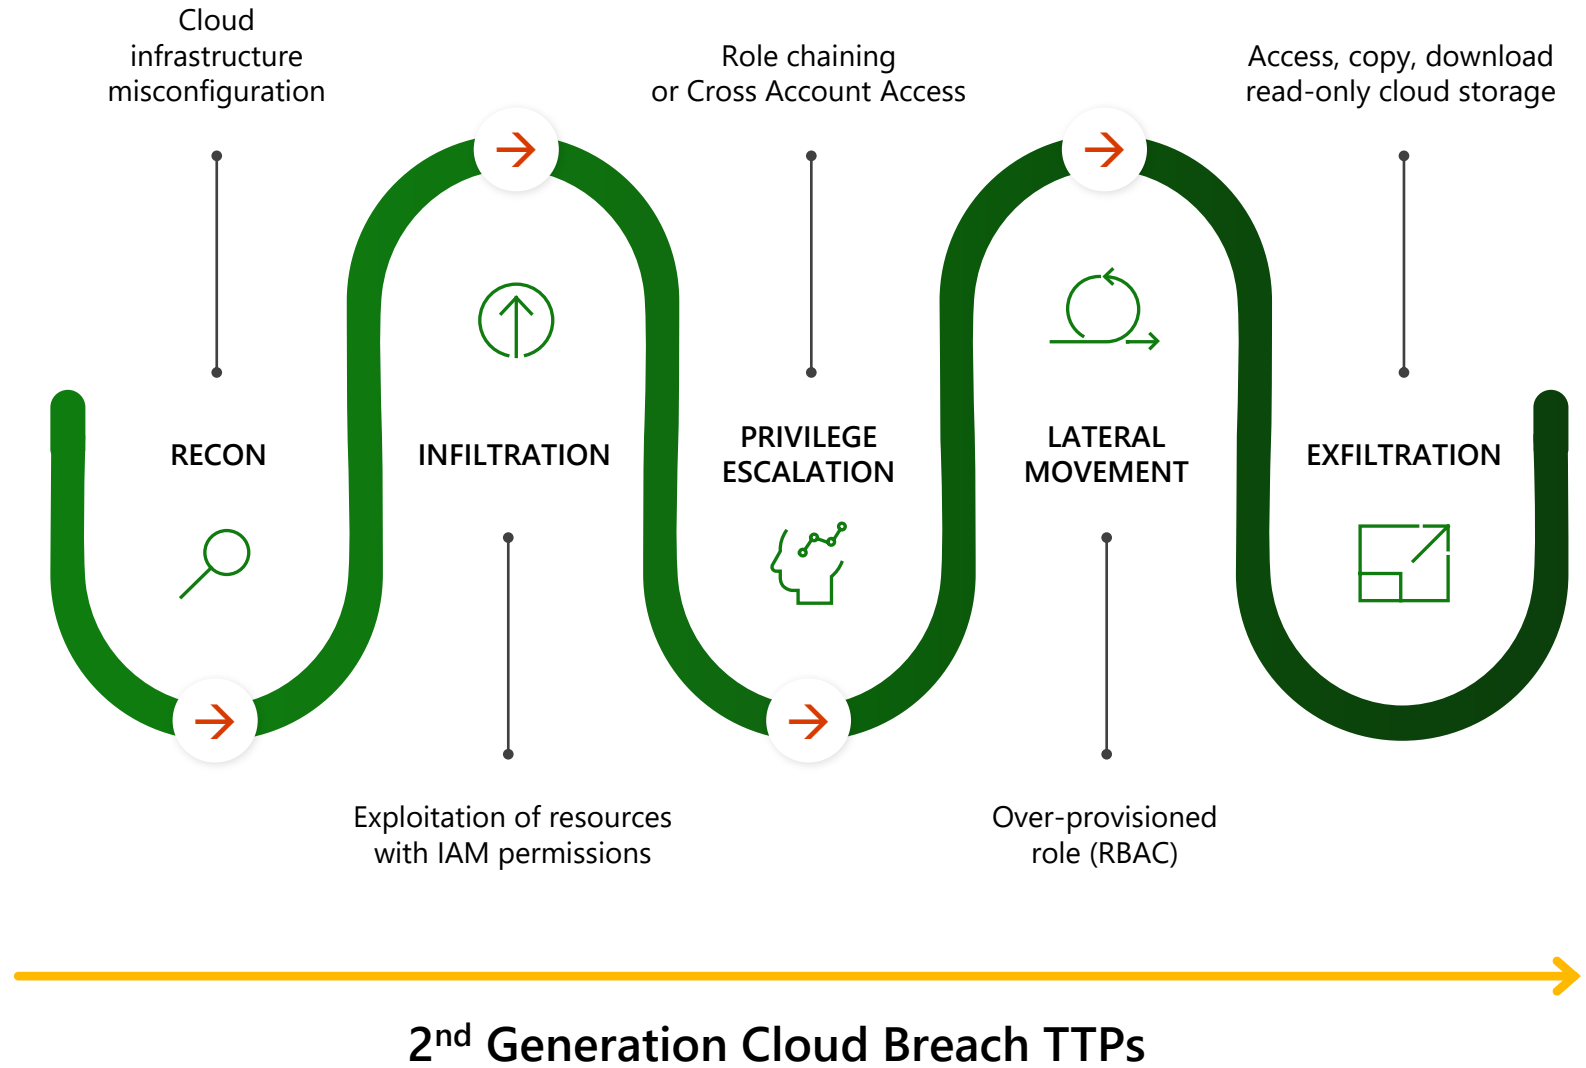 Cloud
infrastructure
misconfiguration
RECON
INFILTRATION
Exploitation of resources
with IAM permissions
Role chaining
or Cross Account Access
PRIVILEGE
ESCALATION
LATERAL
MOVEMENT
Over-provisioned
role (RBAC)
Access, copy, download
read-only cloud storage
EXFILTRATION
2nd Generation Cloud Breach TTPs